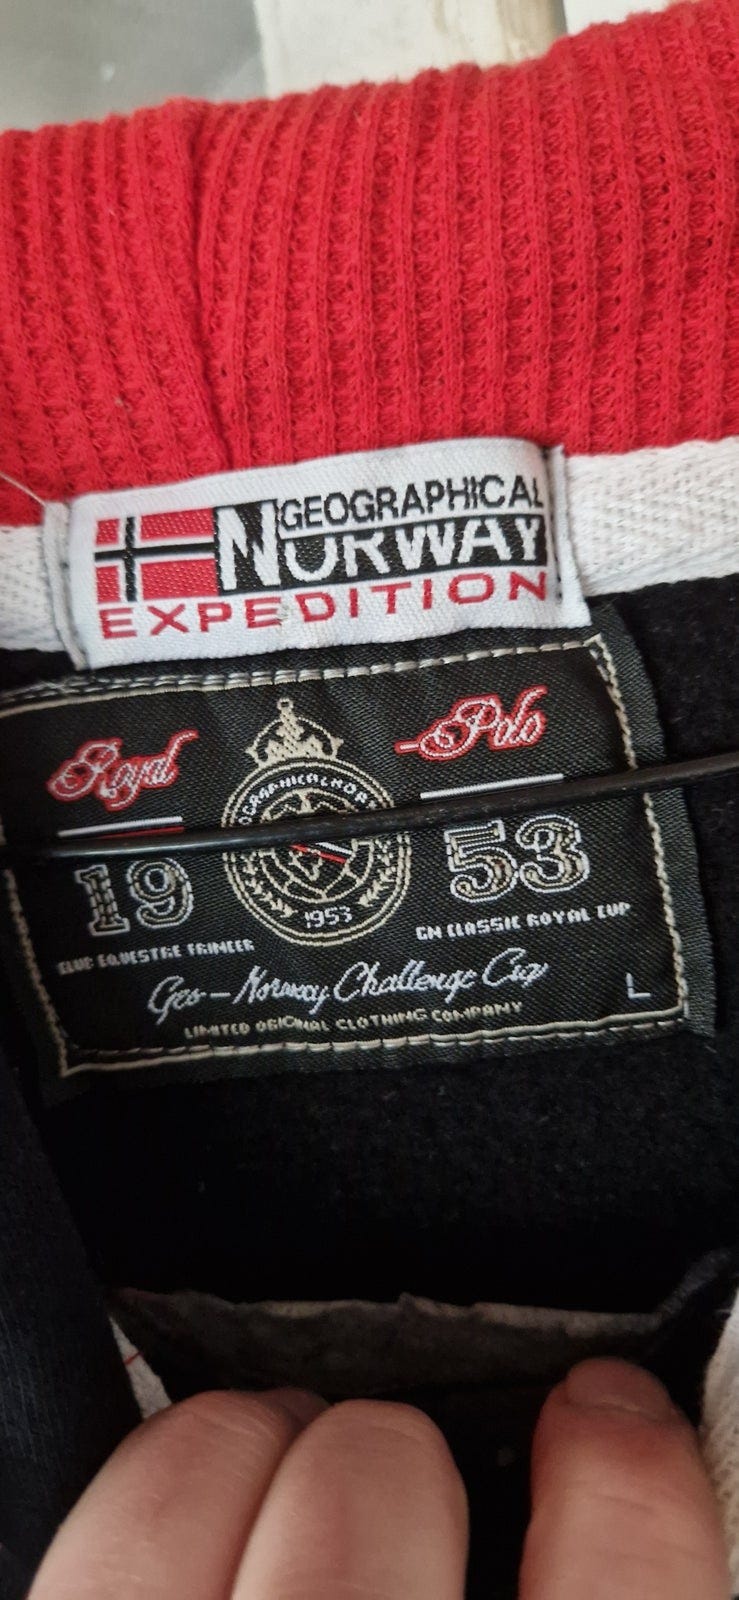 GEOGRAPHICAL
NORWAY
EXPEDITION
Royal
Polo
1953
19
53
GN CLASSIC ROYAL CUP
Geo-Norway Challenge Cup
L
LIMITED ORIGINAL CLOTHING COMPANY